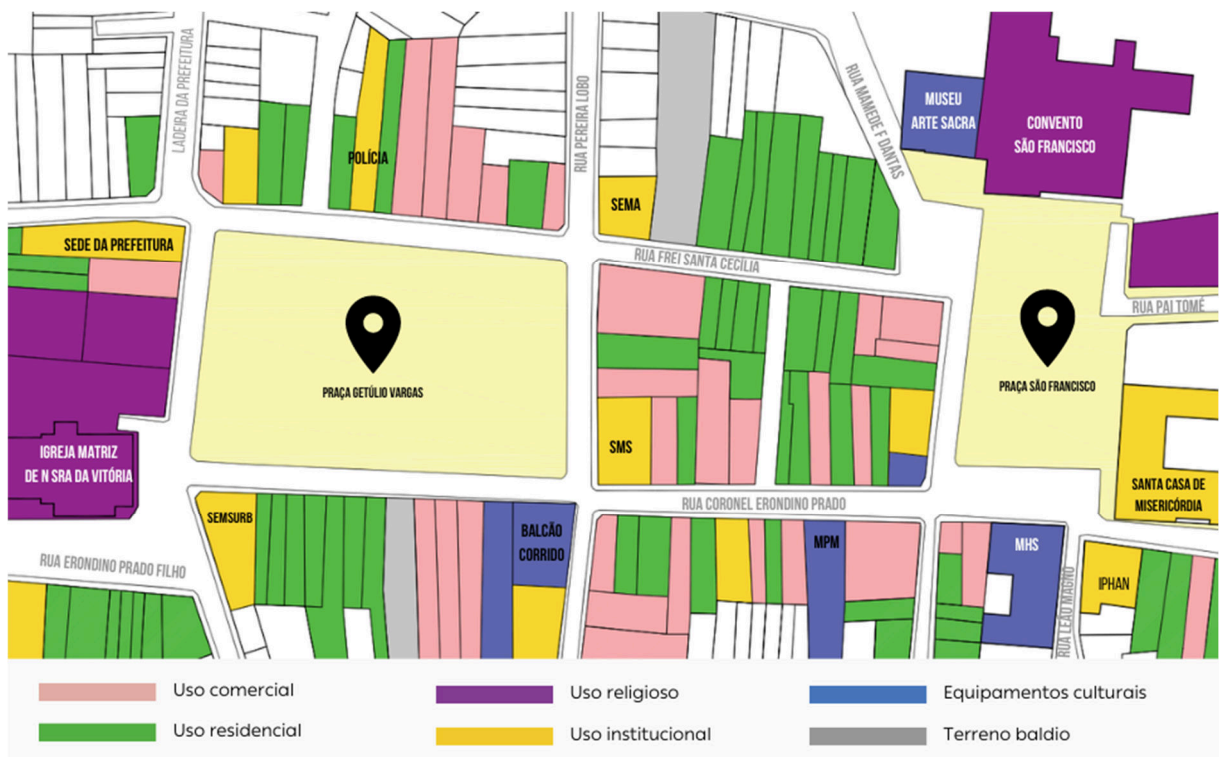 LADEIRA DA PREFEITURA
POLÍCIA
RUA PEREIRA LOBO
RUA MAMEDE F DANTAS
MUSEU
ARTE SACRA
CONVENTO
SÃO FRANCISCO
SEMA
SEDE DA PREFEITURA
RUA FREI SANTA CECÍLIA
RUA PAI TOMÉ
PRAÇA GETÚLIO VARGAS
PRAÇA SÃO FRANCISCO
IGREJA MATRIZ
DE N SRA DA VITÓRIA
SMS
SANTA CASA DE
MISERICÓRDIA
RUA CORONEL ERONDINO PRADO
SEMSURB
BALCÃO
CORRIDO
MPM
MHS
RUA ERONDINO PRADO FILHO
IPHAN
RUA LEÃO MAGNO
Uso comercial
Uso religioso
Equipamentos culturais
Uso residencial
Uso institucional
Terreno baldio